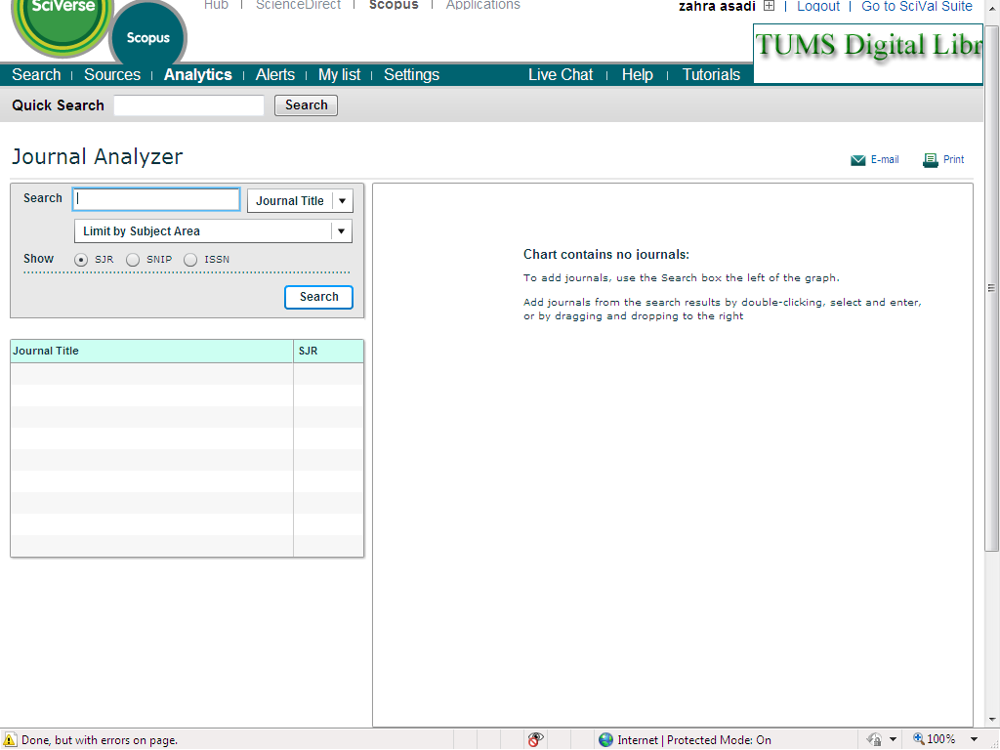 SciVerse
Scopus
Hub ScienceDirect Scopus Applications
zahra asadi Logout Go to SciVal Suite
TUMS Digital Libr
Search Sources Analytics Alerts My list Settings Live Chat Help Tutorials
Quick Search Search
Journal Analyzer
E-mail Print
Search Journal Title
Limit by Subject Area
Show SJR SNIP ISSN
Search
Journal Title SJR
Chart contains no journals:
To add journals, use the Search box the left of the graph.
Add journals from the search results by double-clicking, select and enter,
or by dragging and dropping to the right
Done, but with errors on page. Internet | Protected Mode: On 100%